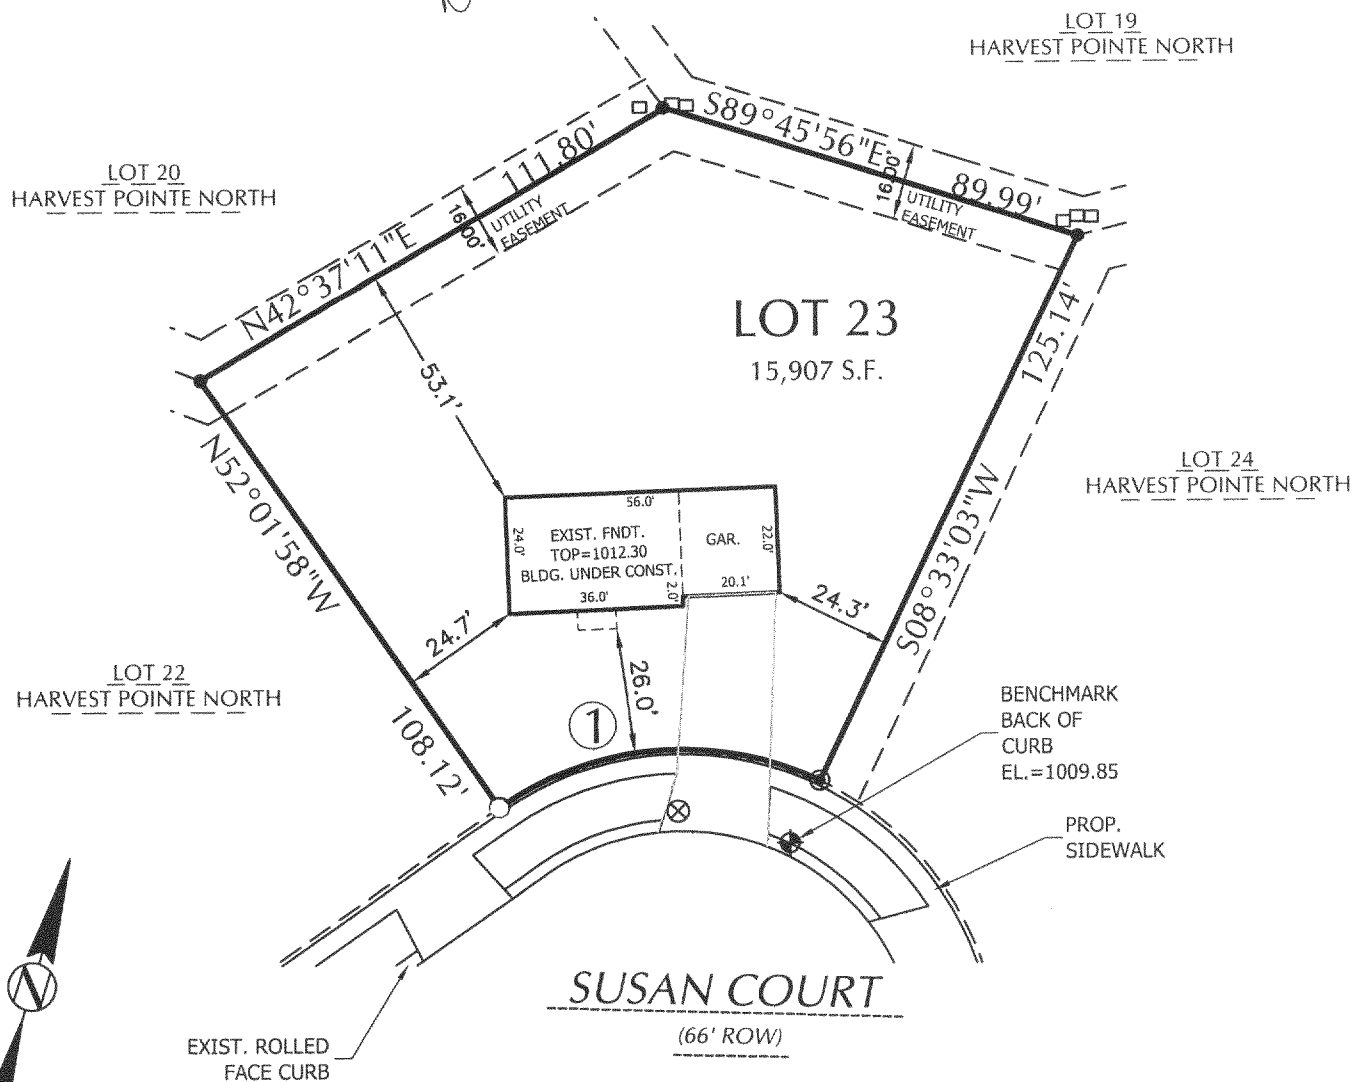 LOT 19
HARVEST POINTE NORTH
S89°45'56"E
89.99'
16.00'
UTILITY
EASEMENT
111.80'
N42°37'11"E
16.00'
UTILITY
EASEMENT
LOT 20
HARVEST POINTE NORTH
LOT 23
15,907 S.F.
125.14'
S08°33'03"W
53.1'
N52°01'58"W
108.12'
LOT 24
HARVEST POINTE NORTH
56.0'
24.0'
EXIST. FNDT.
TOP=1012.30
BLDG. UNDER CONST.
36.0'
2.0'
GAR.
22.0'
20.1'
24.7'
24.3'
26.0'
1
LOT 22
HARVEST POINTE NORTH
BENCHMARK
BACK OF
CURB
EL.=1009.85
PROP.
SIDEWALK
N
SUSAN COURT
(66' ROW)
EXIST. ROLLED
FACE CURB